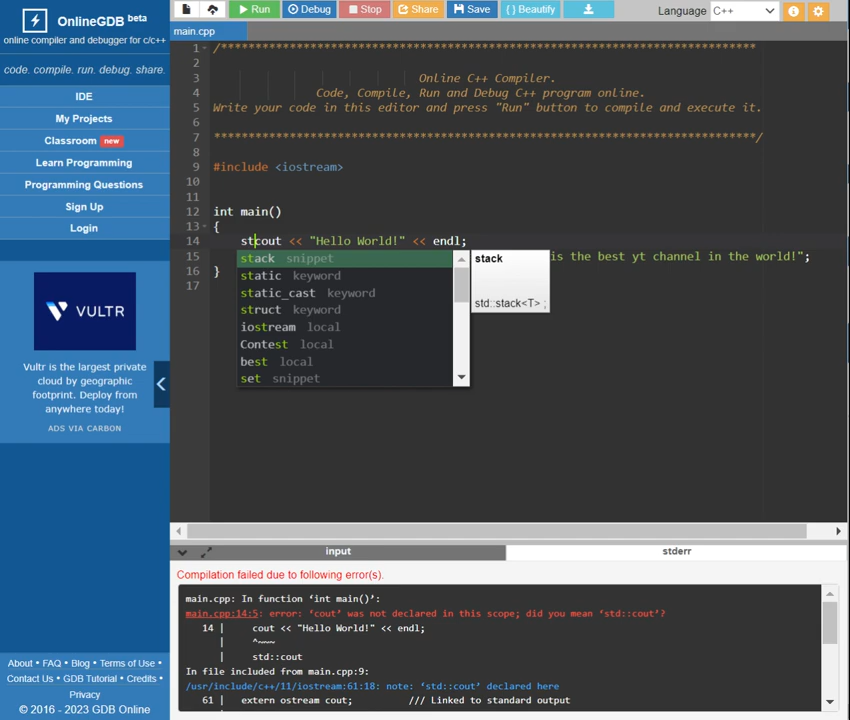 OnlineGDB beta
online compiler and debugger for c/c++
code. compile. run. debug. share.
IDE
My Projects
Classroom new
Learn Programming
Programming Questions
Sign Up
Login
VULTR
Vultr is the largest private
cloud by geographic
footprint. Deploy from
anywhere today!
ADS VIA CARBON
About • FAQ • Blog • Terms of Use •
Contact Us • GDB Tutorial • Credits •
Privacy
© 2016 - 2023 GDB Online
Run Debug Stop Share Save { } Beautify Language C++
main.cpp
1 /******************************************************************************
2
3 Online C++ Compiler.
4 Code, Compile, Run and Debug C++ program online.
5 Write your code in this editor and press "Run" button to compile and execute it.
6
7 *******************************************************************************/
8
9 #include <iostream>
10
11
12 int main()
13 {
14 stcout << "Hello World!" << endl;
15 is the best yt channel in the world!";
16 }
17
stack snippet
static keyword
static_cast keyword
struct keyword
iostream local
Contest local
best local
set snippet
stack
std::stack<T> ;
input stderr
Compilation failed due to following error(s).
main.cpp: In function ‘int main()’:
main.cpp:14:5: error: ‘cout’ was not declared in this scope; did you mean ‘std::cout’?
14 | cout << "Hello World!" << endl;
| ^~~~
| std::cout
In file included from main.cpp:9:
/usr/include/c++/11/iostream:61:18: note: ‘std::cout’ declared here
61 | extern ostream cout; /// Linked to standard output